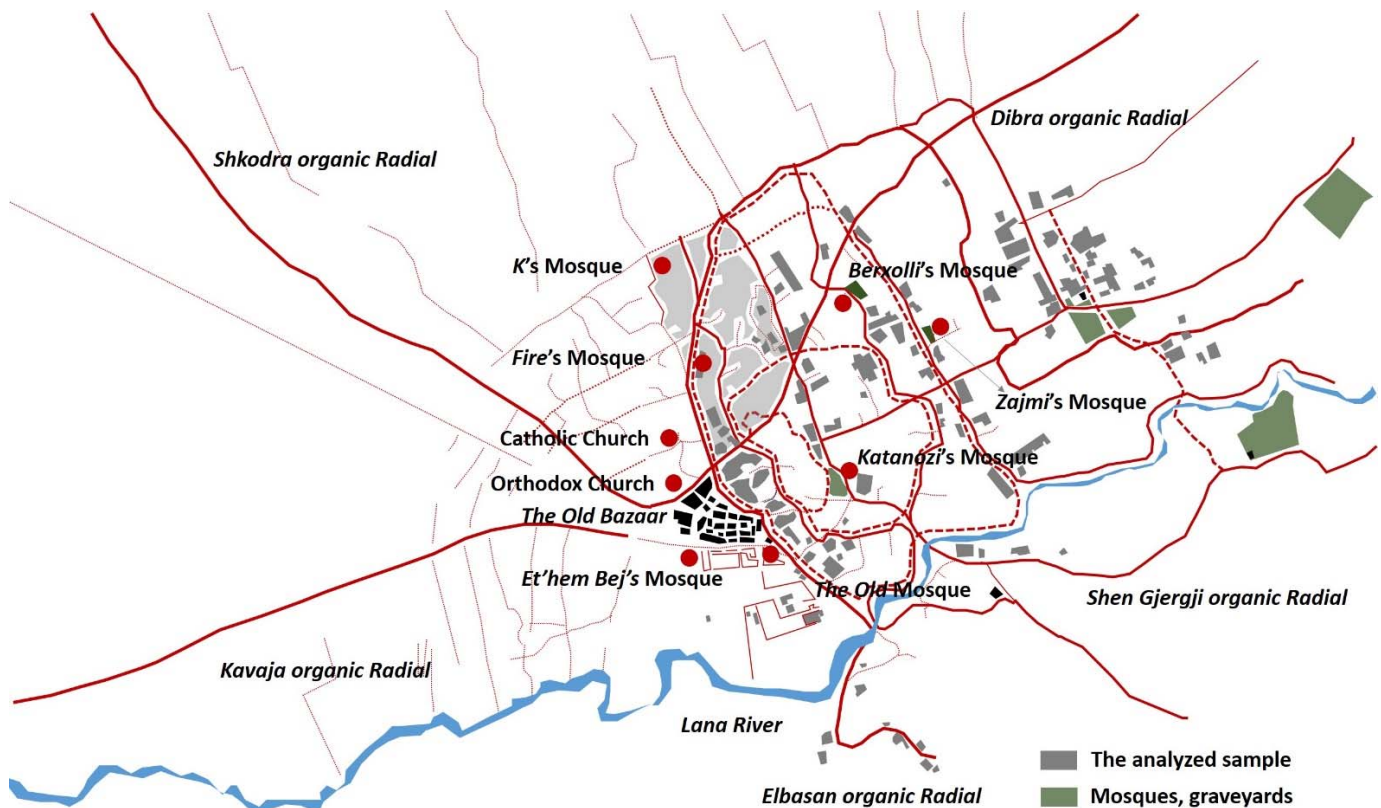 Dibra organic Radial
Shkodra organic Radial
K's Mosque
Berxolli's Mosque
Fire's Mosque
Zajmi's Mosque
Catholic Church
Katanozi's Mosque
Orthodox Church
The Old Bazaar
Et'hem Bej's Mosque
The Old Mosque
Shen Gjergji organic Radial
Kavaja organic Radial
Lana River
The analyzed sample
Elbasan organic Radial
Mosques, graveyards